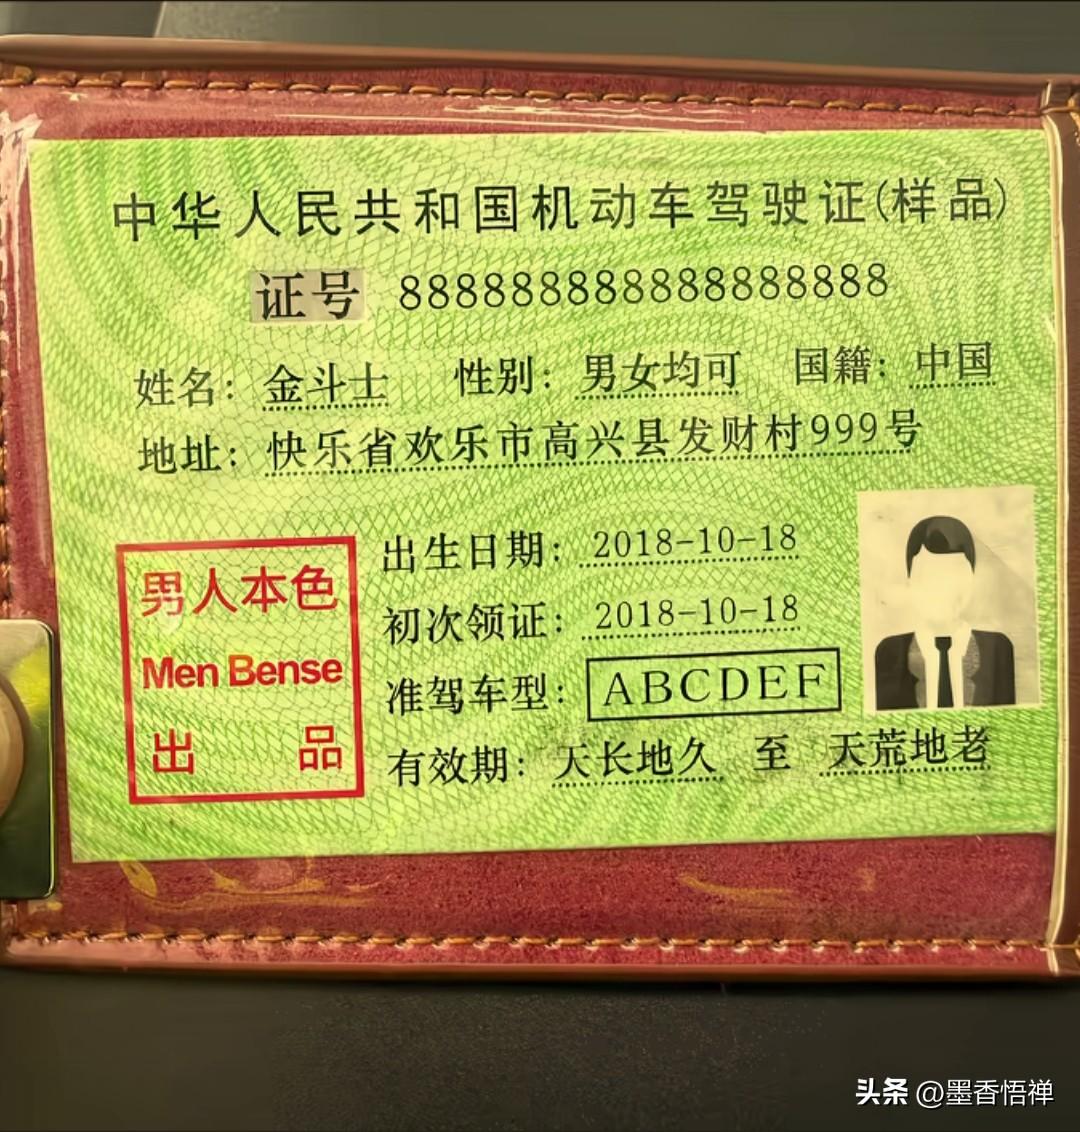 中华人民共和国机动车驾驶证(样品)
证号 888888888888888888
姓名: 金斗士 性别: 男女均可 国籍: 中国
地址: 快乐省欢乐市高兴县发财村999号
男人本色
Men Bense
出品
出生日期: 2018-10-18
初次领证: 2018-10-18
准驾车型: ABCDEF
有效期: 天长地久 至 天荒地老
头条 @墨香悟禅